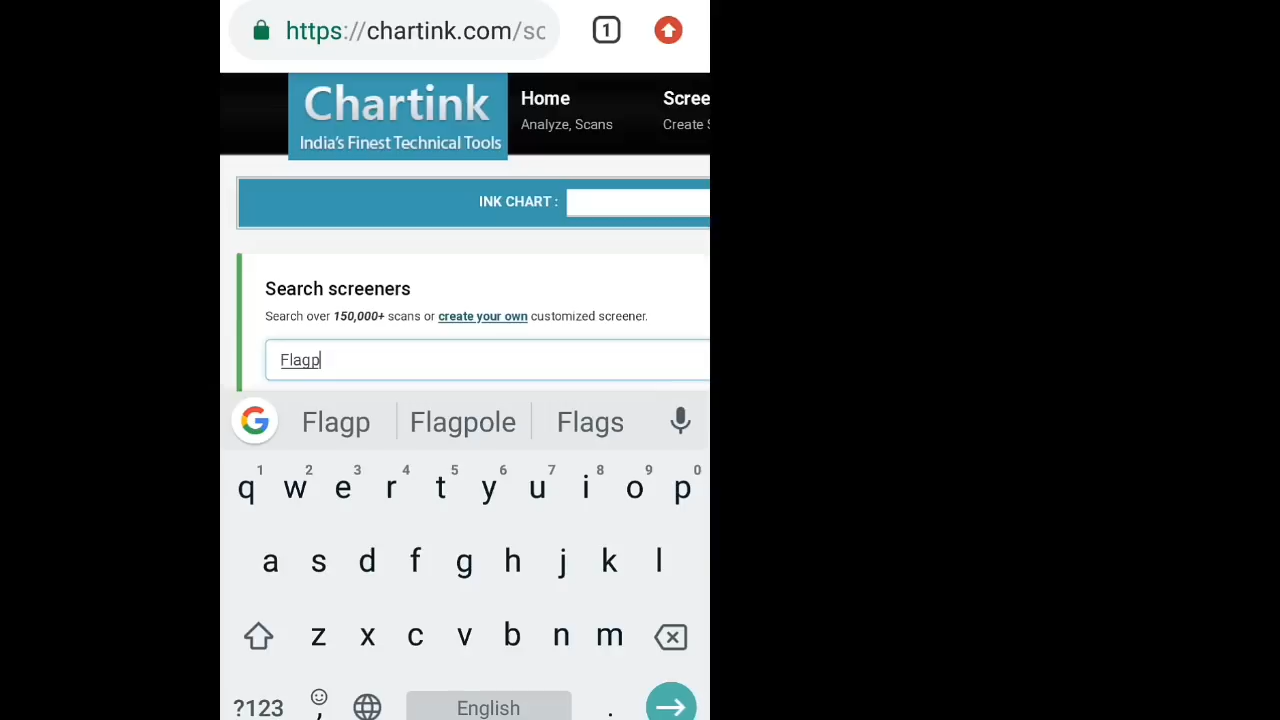 https://chartink.com/sc
1
Chartink
India's Finest Technical Tools
Home
Analyze, Scans
Scree
Create S
INK CHART :
Search screeners
Search over 150,000+ scans or create your own customized screener.
Flagp
Flagp Flagpole Flags
1 2 3 4 5 6 7 8 9 0
q w e r t y u i o p
a s d f g h j k l
z x c v b n m
?123 , English .